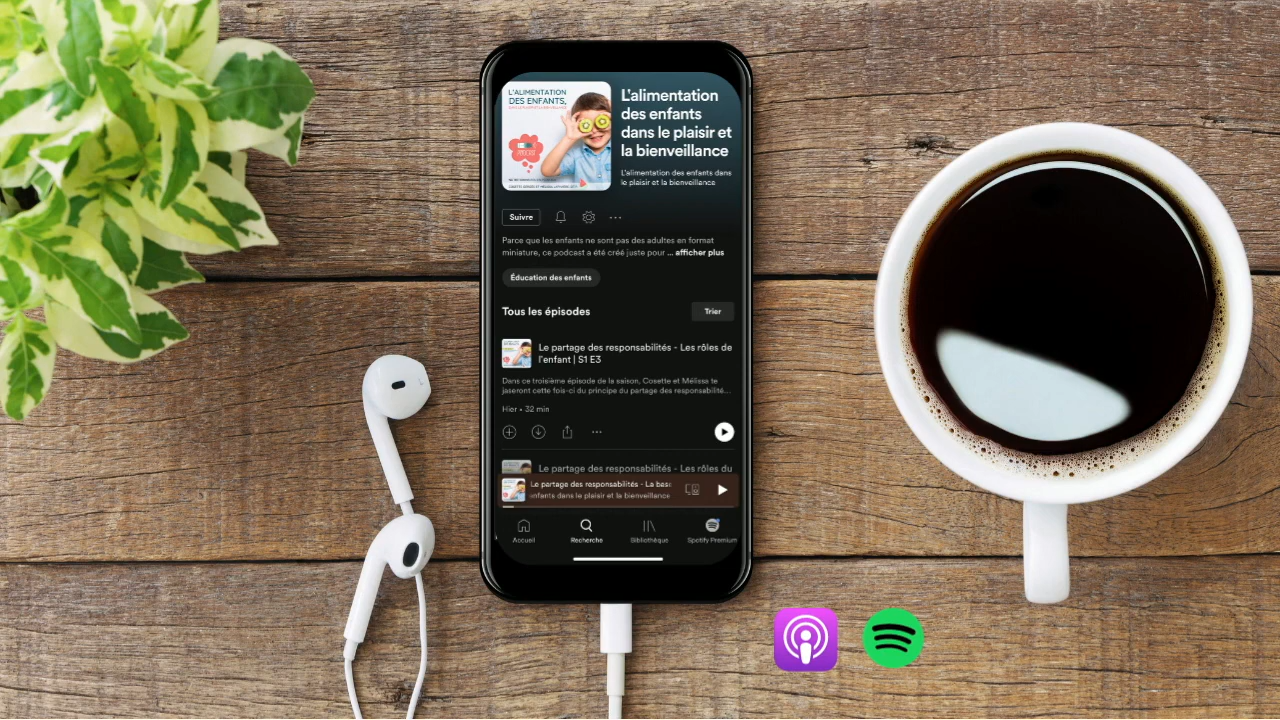 L'ALIMENTATION
DES ENFANTS,
L'alimentation
des enfants
dans le plaisir et
la bienveillance
L'alimentation des enfants dans
le plaisir et la bienveillance
Suivre
Parce que les enfants ne sont pas des adultes en format
miniature, ce podcast a été créé juste pour ... afficher plus
Éducation des enfants
Tous les épisodes
Trier
Le partage des responsabilités - Les rôles de
l'enfant | S1 E3
Dans ce troisième épisode de la saison, Cosette et Mélissa te
jaseront cette fois-ci du principe du partage des responsabilité...
Hier • 32 min
Le partage des responsabilités - Les rôles du
Le partage des responsabilités - La base
enfants dans le plaisir et la bienveillance
Accueil
Recherche
Bibliothèque
Spotify Premium